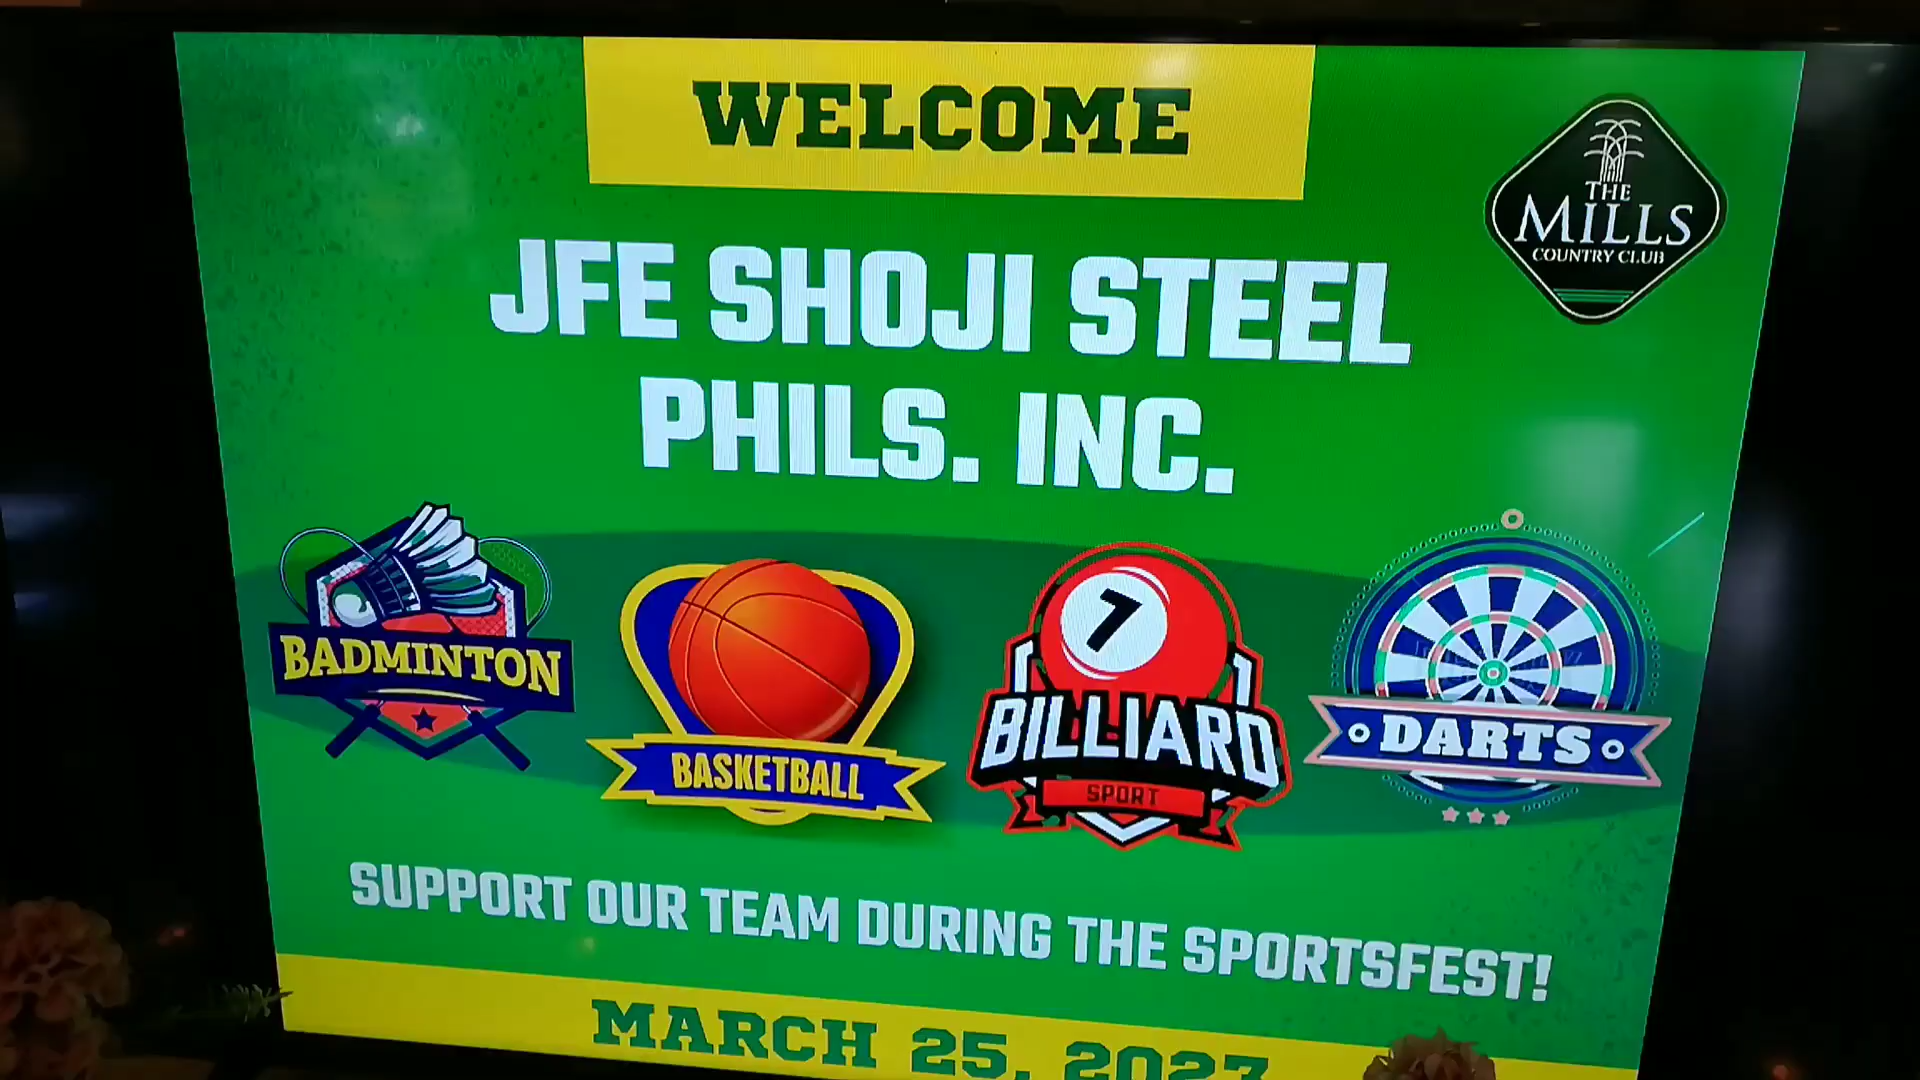 WELCOME
THE
MILLS
COUNTRY CLUB
JFE SHOJI STEEL
PHILS. INC.
7
BADMINTON
BASKETBALL
BILLIARD
SPORT
DARTS
SUPPORT OUR TEAM DURING THE SPORTSFEST!
MARCH 25,